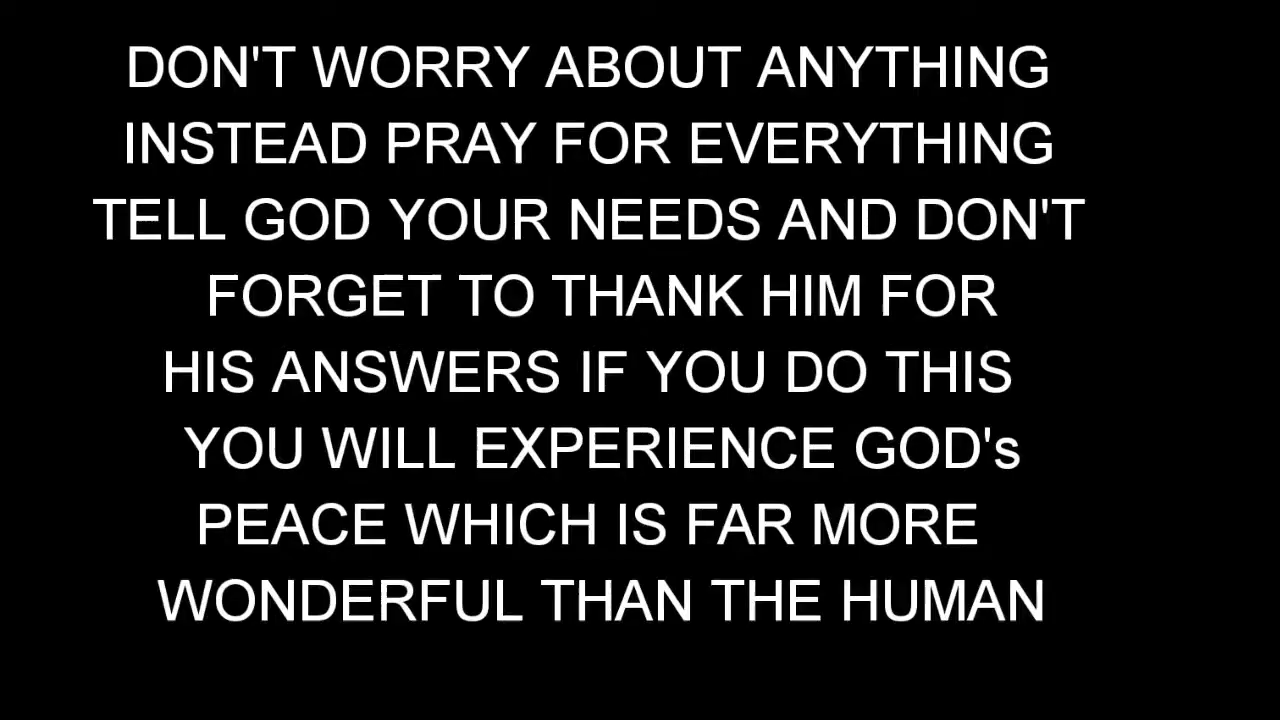 DON'T WORRY ABOUT ANYTHING
INSTEAD PRAY FOR EVERYTHING
TELL GOD YOUR NEEDS AND DON'T
FORGET TO THANK HIM FOR
HIS ANSWERS IF YOU DO THIS
YOU WILL EXPERIENCE GOD's
PEACE WHICH IS FAR MORE
WONDERFUL THAN THE HUMAN